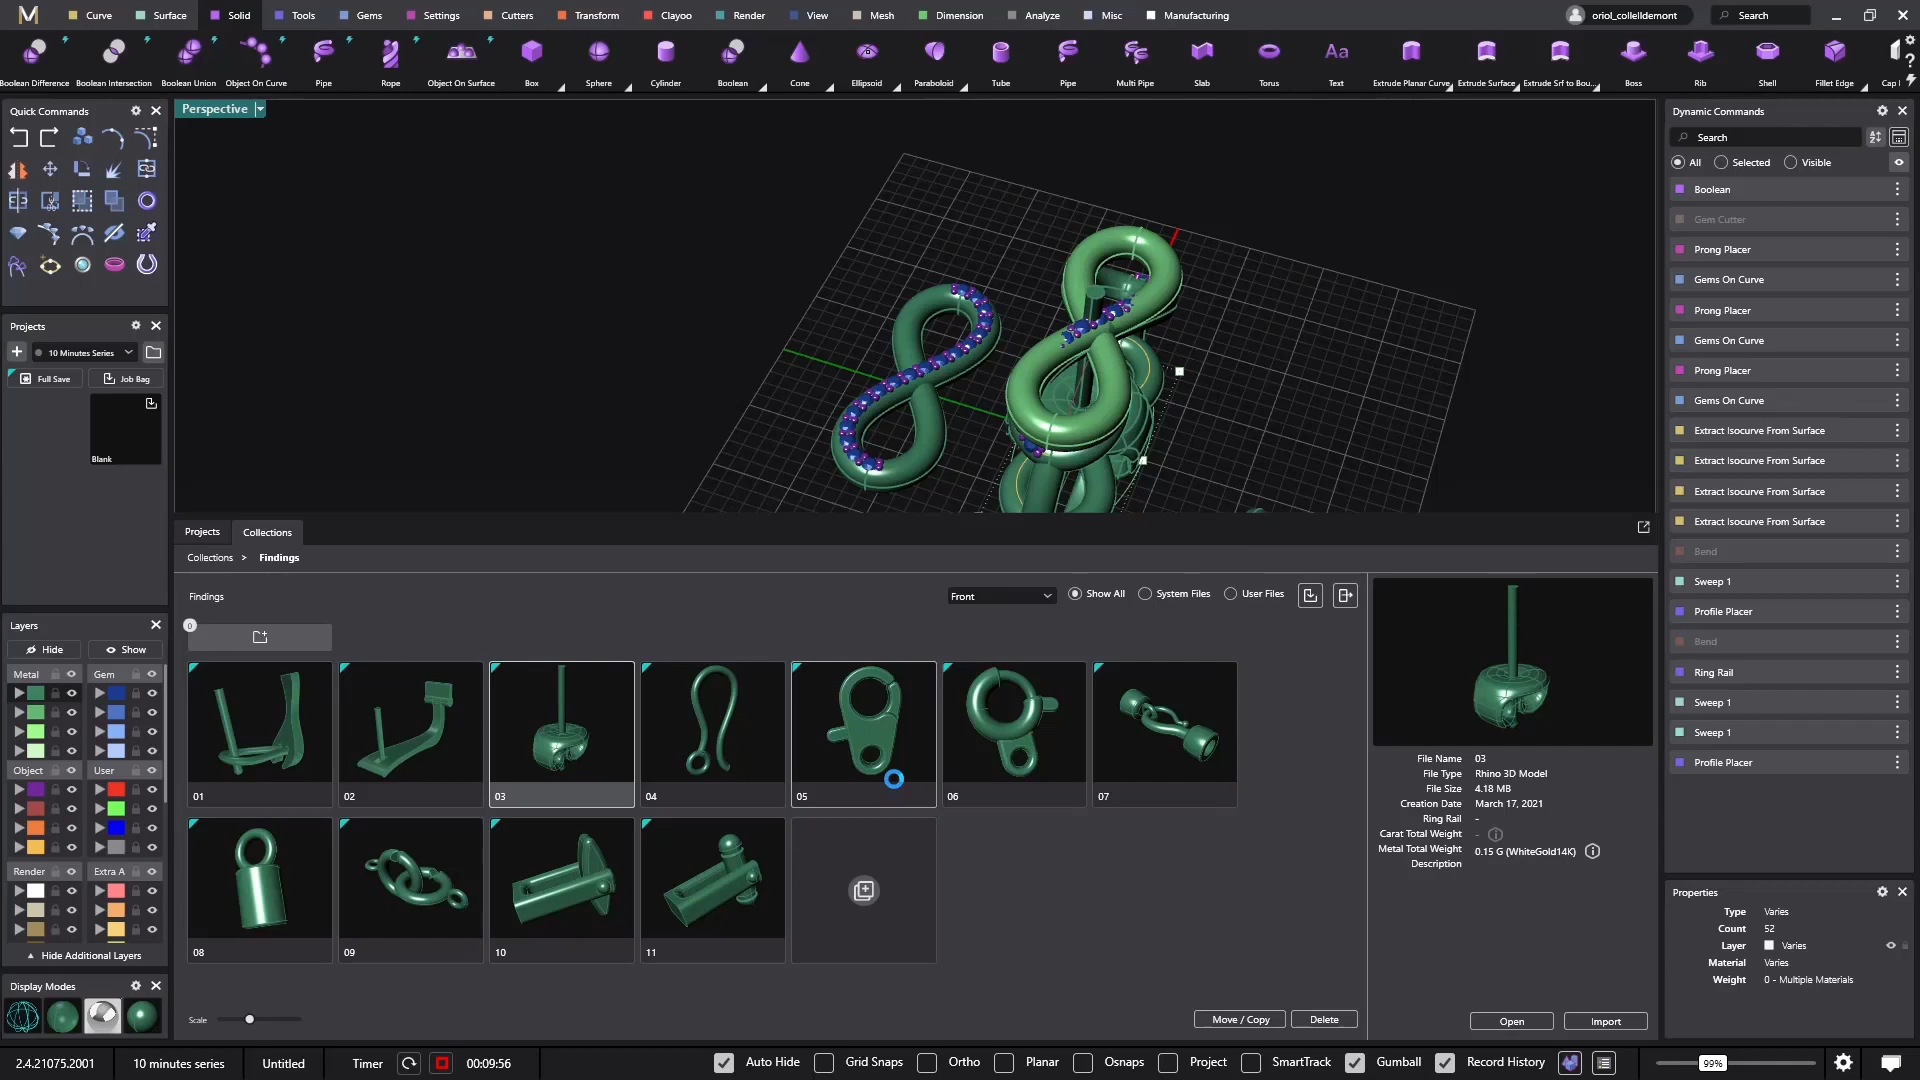 Curve Surface Solid Tools Gems Settings Cutters Transform Clayoo Render View Mesh Dimension Analyze Misc Manufacturing oriol_collelldemont Search
Boolean Difference Boolean Intersection Boolean Union Object On Curve Pipe Rope Object On Surface Box Sphere Cylinder Boolean Cone Ellipsoid Paraboloid Tube Pipe Multi Pipe Slab Torus Text Extrude Planar Curve Extrude Surface Extrude Srf to Bou... Boss Rib Shell Fillet Edge Cap
Quick Commands
Projects
10 Minutes Series
Full Save Job Bag
Blank
Layers
Hide Show
Metal Gem
Object User
Render Extra A
Hide Additional Layers
Display Modes
Perspective
Projects Collections
Collections > Findings
Findings Front Show All System Files User Files
0
01 02 03 04 05 06 07
08 09 10 11
Scale Move / Copy Delete
File Name 03
File Type Rhino 3D Model
File Size 4.18 MB
Creation Date March 17, 2021
Ring Rail -
Carat Total Weight -
Metal Total Weight 0.15 G (WhiteGold14K)
Description
Open Import
Dynamic Commands
Search
All Selected Visible
Boolean
Gem Cutter
Prong Placer
Gems On Curve
Prong Placer
Gems On Curve
Prong Placer
Gems On Curve
Extract Isocurve From Surface
Extract Isocurve From Surface
Extract Isocurve From Surface
Extract Isocurve From Surface
Bend
Sweep 1
Profile Placer
Bend
Ring Rail
Sweep 1
Sweep 1
Profile Placer
Properties
Type Varies
Count 52
Layer Varies
Material Varies
Weight 0 - Multiple Materials
2.4.21075.2001 10 minutes series Untitled Timer 00:09:56 Auto Hide Grid Snaps Ortho Planar Osnaps Project SmartTrack Gumball Record History 99%